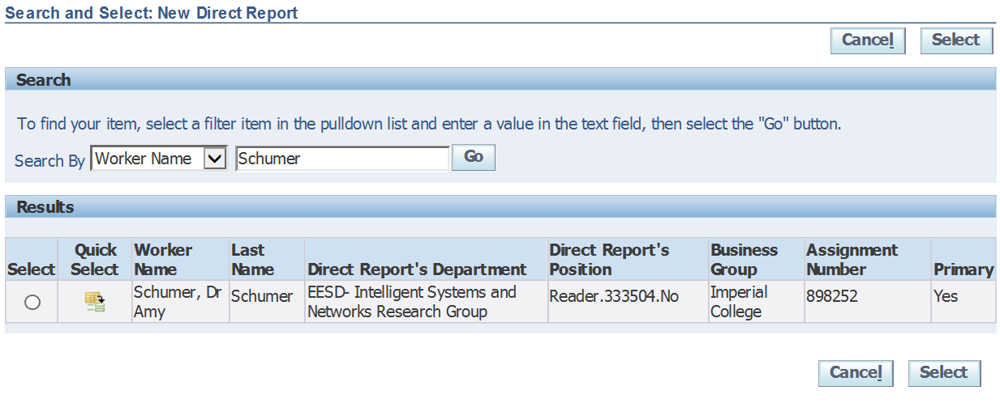 Search and Select: New Direct Report
Cancel Select
Search
To find your item, select a filter item in the pulldown list and enter a value in the text field, then select the "Go" button.
Search By Worker Name Schumer Go
Results
Select Quick Select Worker Name Last Name Direct Report's Department Direct Report's Position Business Group Assignment Number Primary
Schumer, Dr Amy Schumer EESD- Intelligent Systems and Networks Research Group Reader.333504.No Imperial College 898252 Yes
Cancel Select